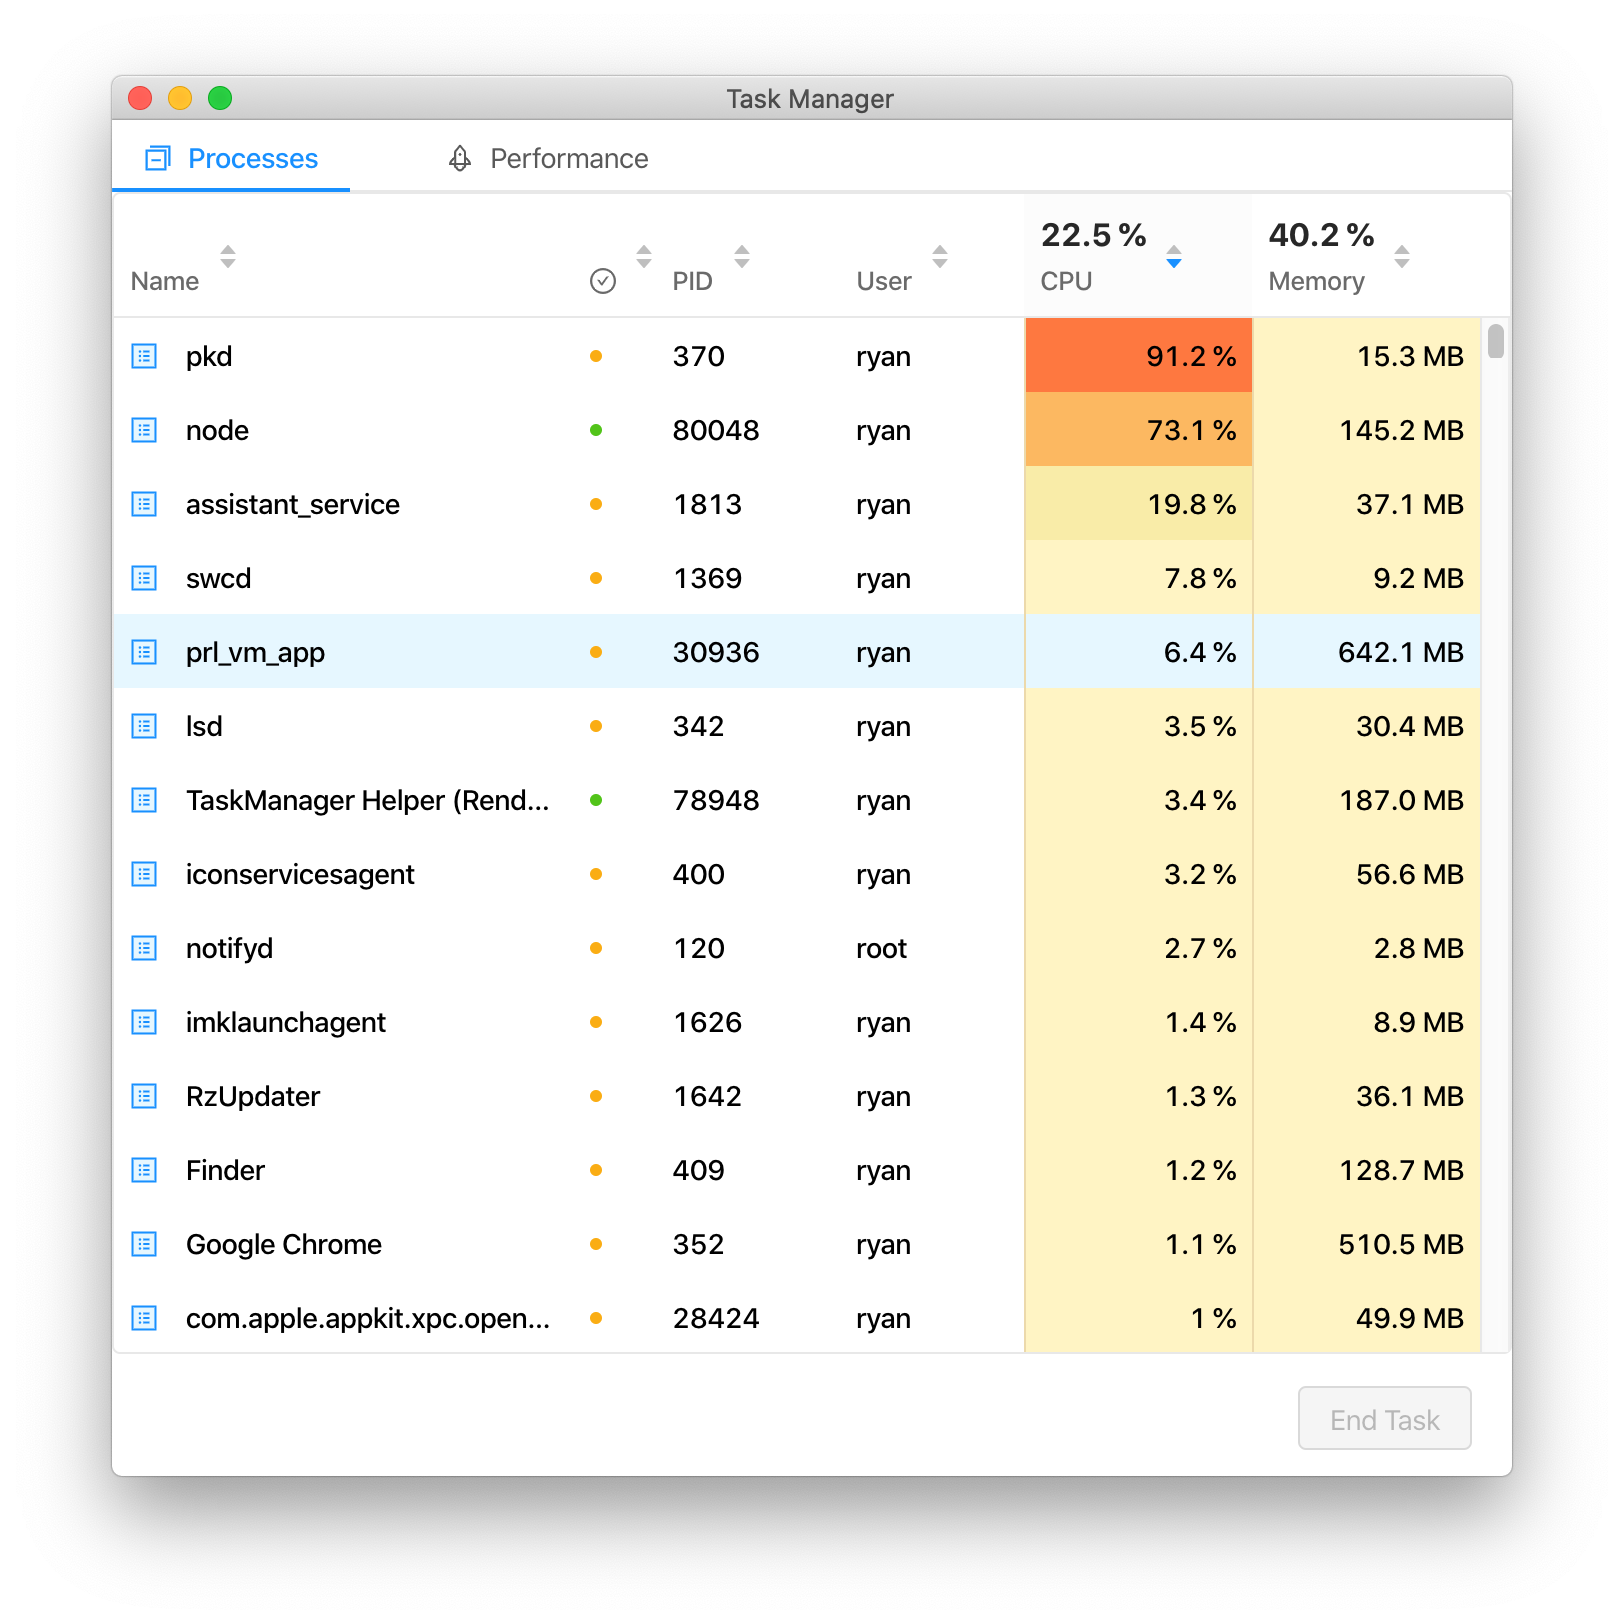 Task Manager
Processes Performance
22.5 % 40.2 %
Name PID User CPU Memory
pkd 370 ryan 91.2 % 15.3 MB
node 80048 ryan 73.1 % 145.2 MB
assistant_service 1813 ryan 19.8 % 37.1 MB
swcd 1369 ryan 7.8 % 9.2 MB
prl_vm_app 30936 ryan 6.4 % 642.1 MB
lsd 342 ryan 3.5 % 30.4 MB
TaskManager Helper (Rend... 78948 ryan 3.4 % 187.0 MB
iconservicesagent 400 ryan 3.2 % 56.6 MB
notifyd 120 root 2.7 % 2.8 MB
imklaunchagent 1626 ryan 1.4 % 8.9 MB
RzUpdater 1642 ryan 1.3 % 36.1 MB
Finder 409 ryan 1.2 % 128.7 MB
Google Chrome 352 ryan 1.1 % 510.5 MB
com.apple.appkit.xpc.open... 28424 ryan 1 % 49.9 MB
End Task